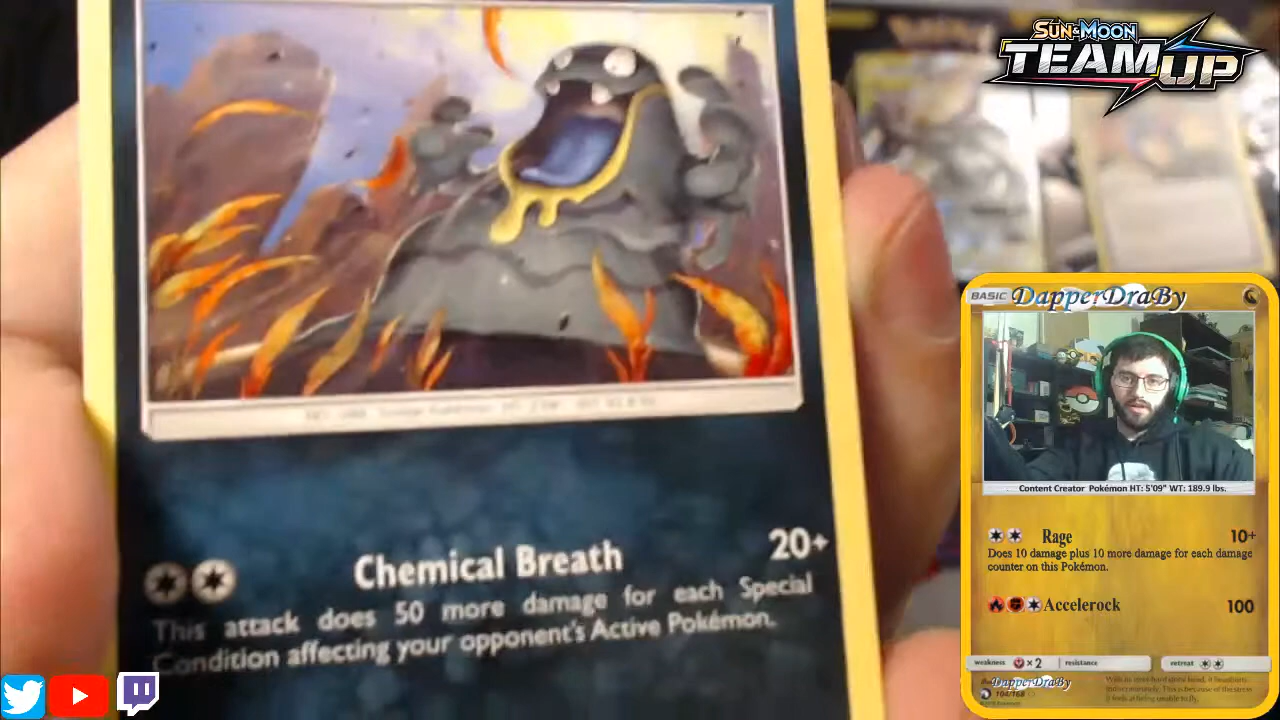 SUN & MOON
TEAM UP
BASIC DapperDraBy
Content Creator Pokémon HT: 5'09" WT: 189.9 lbs.
Rage 10+
Does 10 damage plus 10 more damage for each damage
counter on this Pokémon.
Accelerock 100
weakness ×2 resistance retreat
DapperDraBy
104/168
Chemical Breath 20+
This attack does 50 more damage for each Special
Condition affecting your opponent's Active Pokémon.